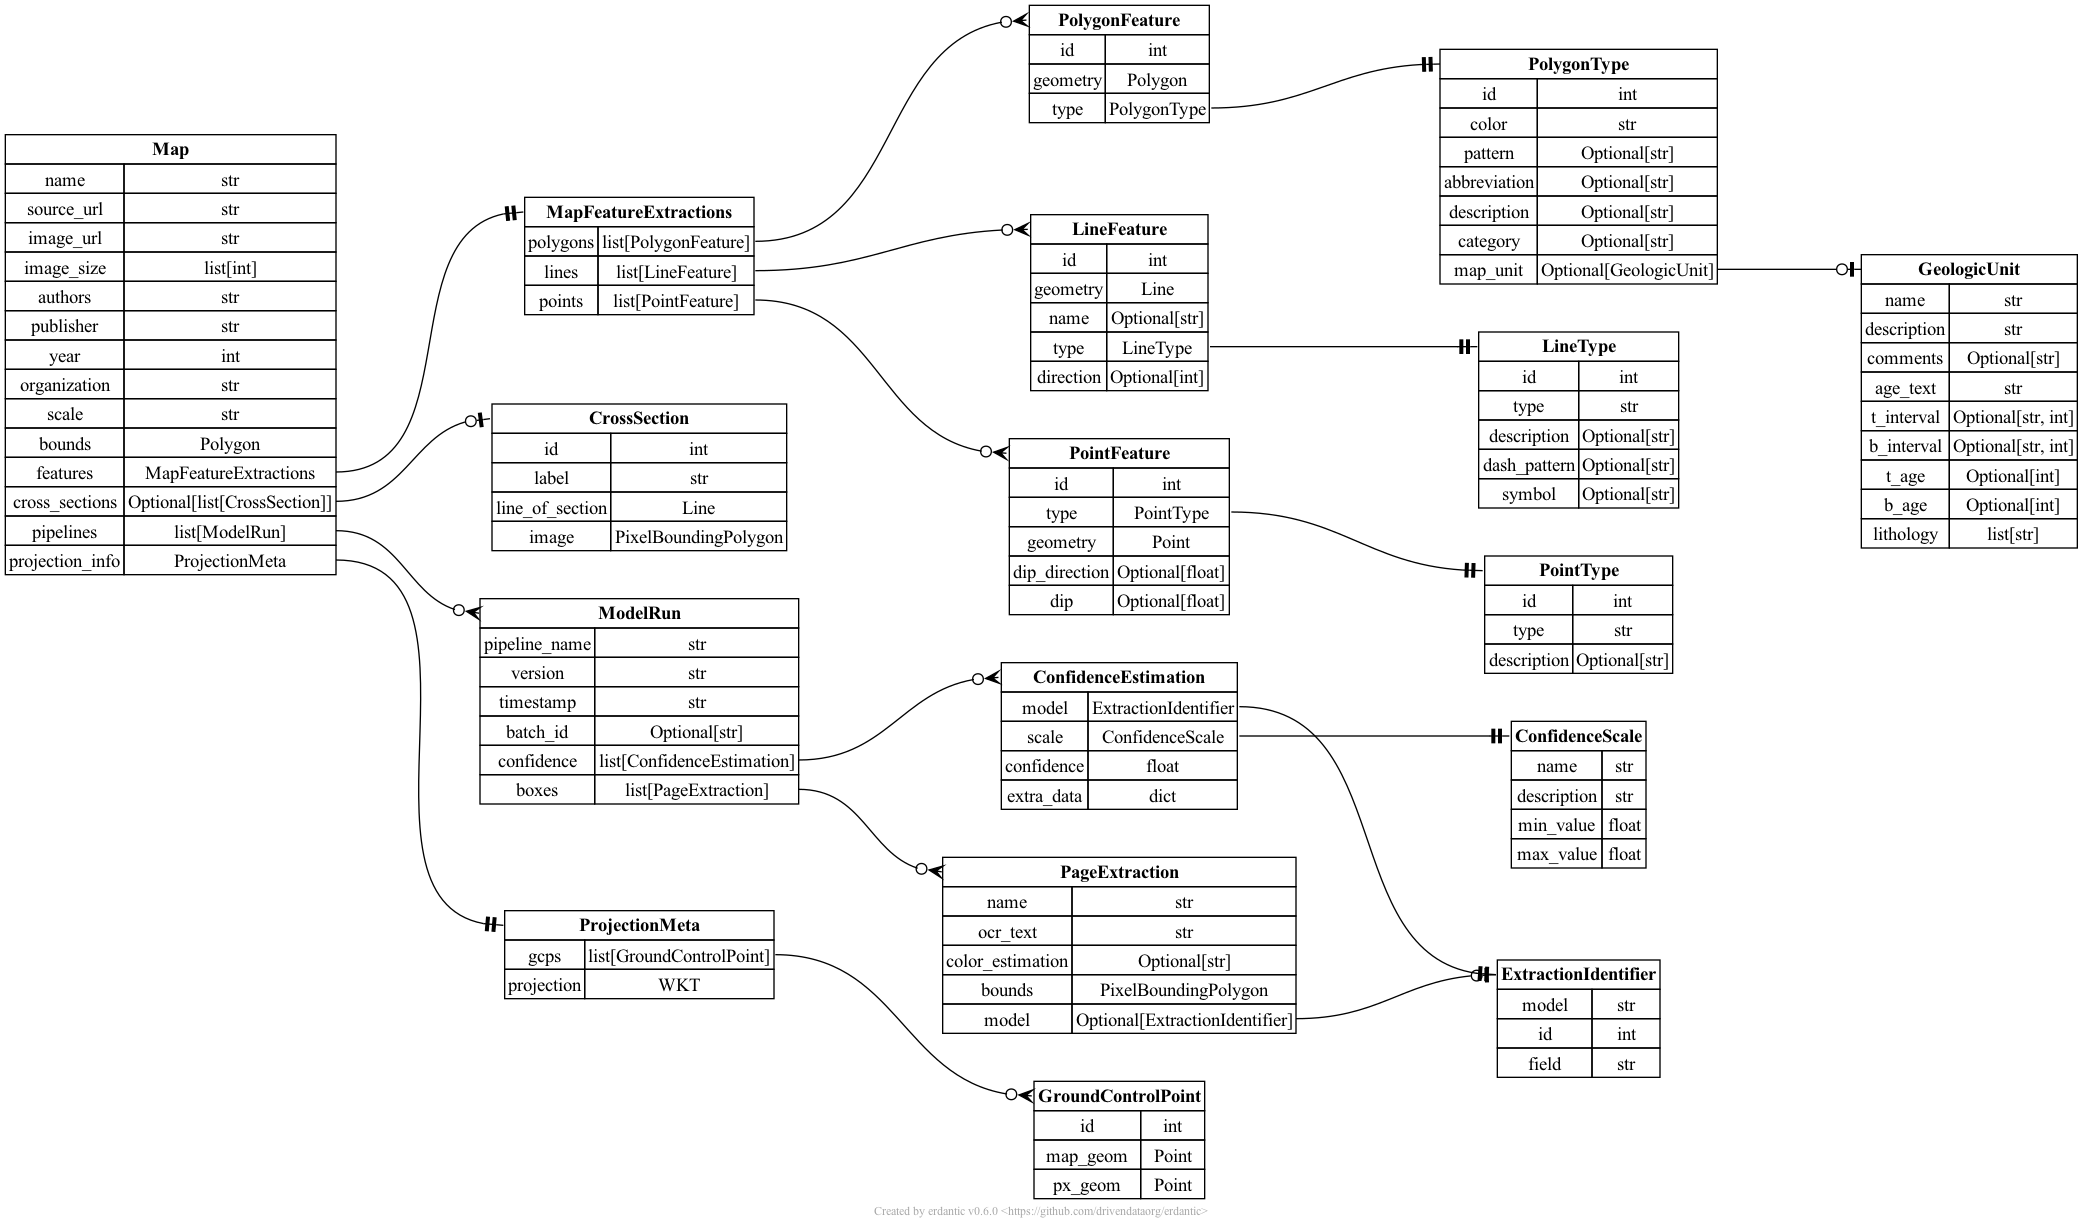 Map
name str
source_url str
image_url str
image_size list[int]
authors str
publisher str
year int
organization str
scale str
bounds Polygon
features MapFeatureExtractions
cross_sections Optional[list[CrossSection]]
pipelines list[ModelRun]
projection_info ProjectionMeta
MapFeatureExtractions
polygons list[PolygonFeature]
lines list[LineFeature]
points list[PointFeature]
CrossSection
id int
label str
line_of_section Line
image PixelBoundingPolygon
ModelRun
pipeline_name str
version str
timestamp str
batch_id Optional[str]
confidence list[ConfidenceEstimation]
boxes list[PageExtraction]
ProjectionMeta
gcps list[GroundControlPoint]
projection WKT
PolygonFeature
id int
geometry Polygon
type PolygonType
LineFeature
id int
geometry Line
name Optional[str]
type LineType
direction Optional[int]
PointFeature
id int
type PointType
geometry Point
dip_direction Optional[float]
dip Optional[float]
ConfidenceEstimation
model ExtractionIdentifier
scale ConfidenceScale
confidence float
extra_data dict
PageExtraction
name str
ocr_text str
color_estimation Optional[str]
bounds PixelBoundingPolygon
model Optional[ExtractionIdentifier]
GroundControlPoint
id int
map_geom Point
px_geom Point
PolygonType
id int
color str
pattern Optional[str]
abbreviation Optional[str]
description Optional[str]
category Optional[str]
map_unit Optional[GeologicUnit]
LineType
id int
type str
description Optional[str]
dash_pattern Optional[str]
symbol Optional[str]
PointType
id int
type str
description Optional[str]
ConfidenceScale
name str
description str
min_value float
max_value float
ExtractionIdentifier
model str
id int
field str
GeologicUnit
name str
description str
comments Optional[str]
age_text str
t_interval Optional[str, int]
b_interval Optional[str, int]
t_age Optional[int]
b_age Optional[int]
lithology list[str]
Created by erdantic v0.6.0 <https://github.com/drivendataorg/erdantic>